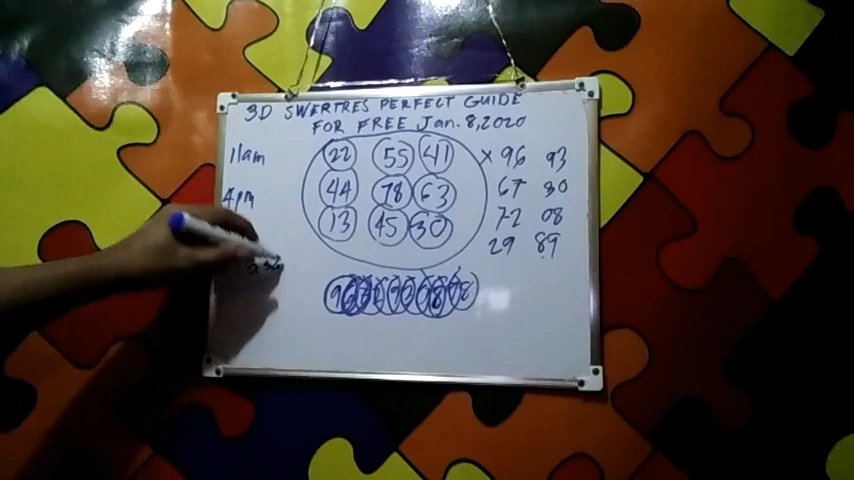 3D SWERTRES PERFECT GUIDE
FOR FREE Jan. 8, 2020
11am 22 55 41 x 96 93
4pm 44 78 63 67 30
13 45 30 72 08
29 89